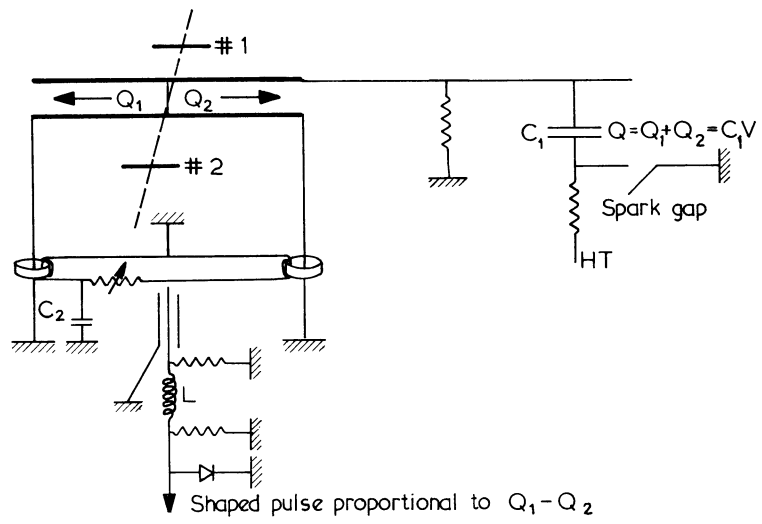 # 1
Q₁ Q₂
# 2
C₁ Q=Q₁+Q₂=C₁V
Spark gap
HT
C₂
L
Shaped pulse proportional to Q₁-Q₂